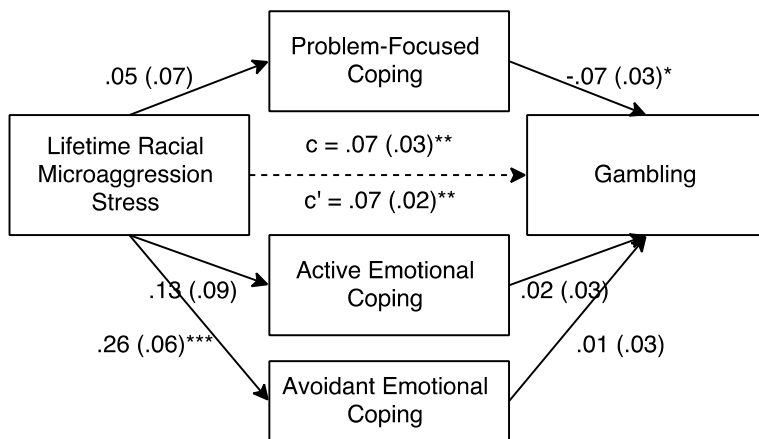 Problem-Focused
Coping
.05 (.07)
-.07 (.03)*
Lifetime Racial
Microaggression
Stress
c = .07 (.03)**
c' = .07 (.02)**
Gambling
Active Emotional
Coping
.13 (.09)
.02 (.03)
.26 (.06)***
.01 (.03)
Avoidant Emotional
Coping